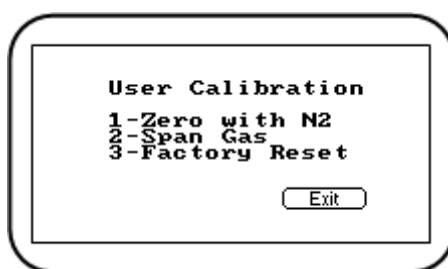 User Calibration
1-Zero with N2
2-Span Gas
3-Factory Reset
Exit